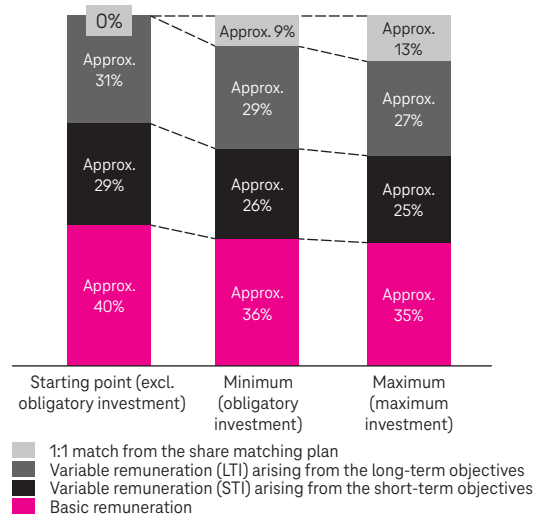 0%
Approx. 9%
Approx.
13%
Approx.
31%
Approx.
29%
Approx.
27%
Approx.
29%
Approx.
26%
Approx.
25%
Approx.
40%
Approx.
36%
Approx.
35%
Starting point (excl.
obligatory investment)
Minimum
(obligatory
investment)
Maximum
(maximum
investment)
1:1 match from the share matching plan
Variable remuneration (LTI) arising from the long-term objectives
Variable remuneration (STI) arising from the short-term objectives
Basic remuneration